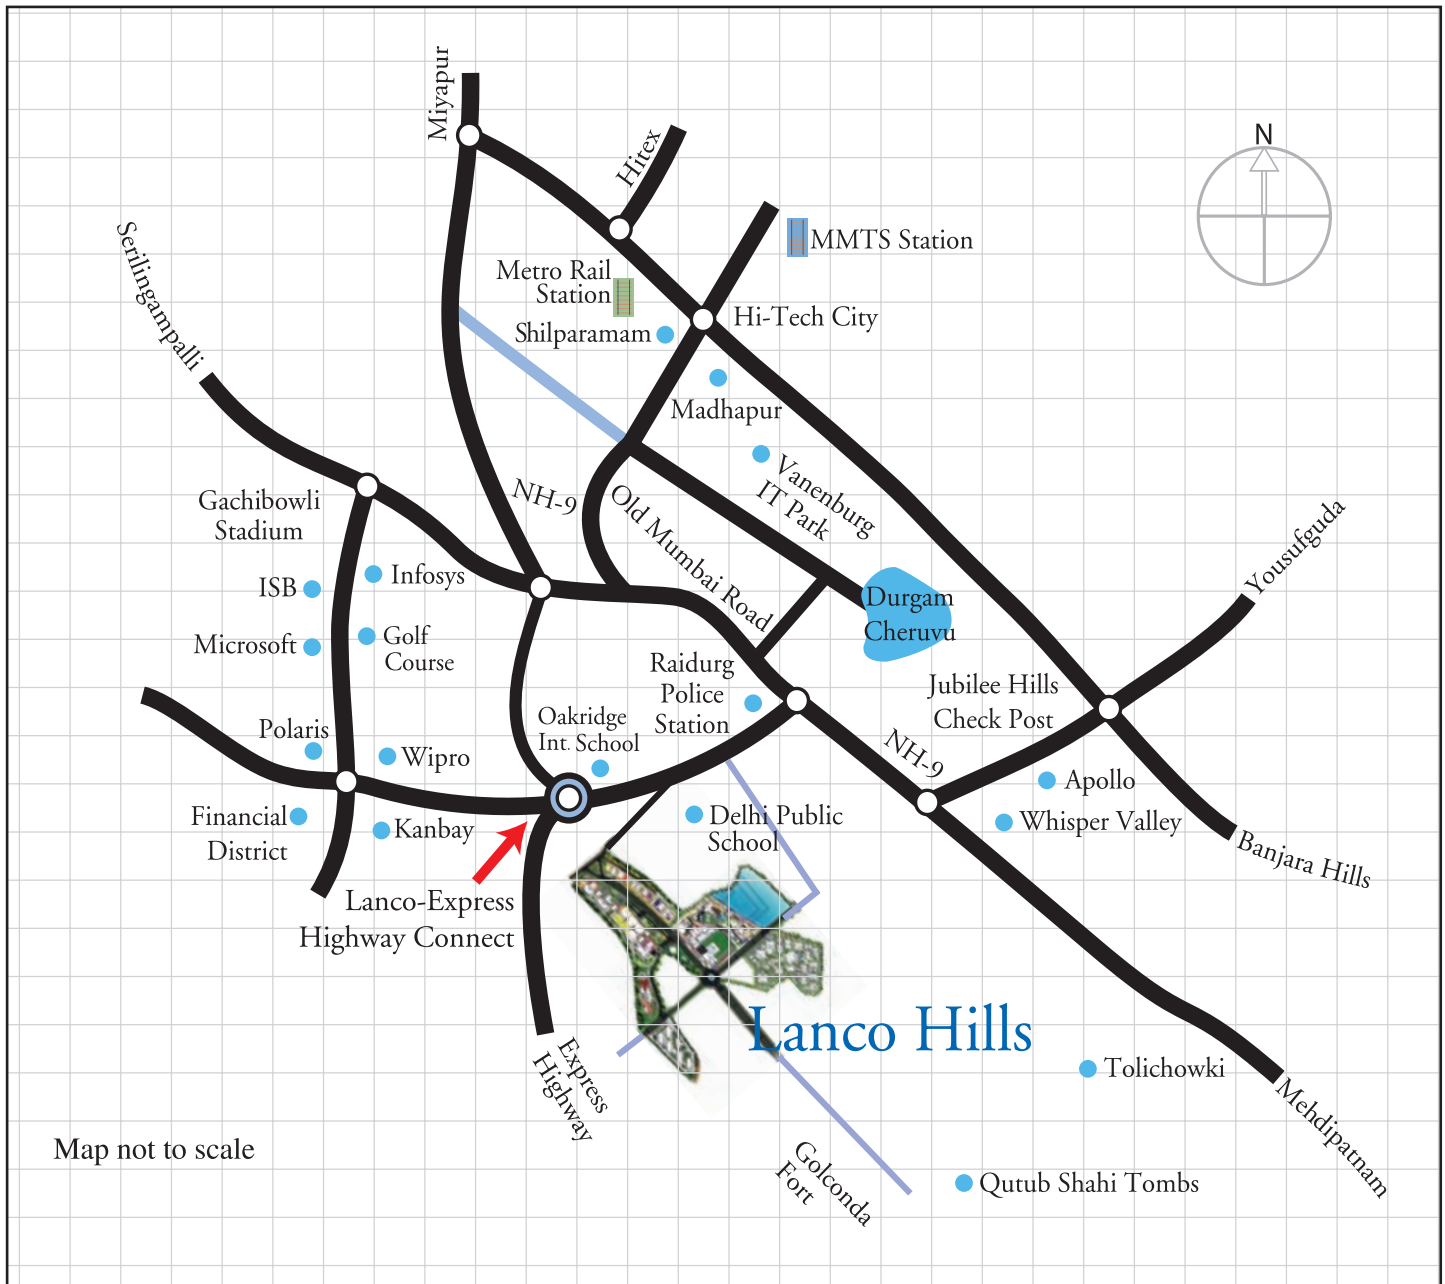 Miyapur
N
Hitex
Serilingampalli
MMTS Station
Metro Rail
Station
Hi-Tech City
Shilparamam
Madhapur
Vanenburg
IT Park
NH-9
Old Mumbai Road
Gachibowli
Stadium
Yousufguda
ISB
Infosys
Durgam
Cheruvu
Microsoft
Golf
Course
Raidurg
Police
Station
Jubilee Hills
Check Post
Polaris
Wipro
Oakridge
Int. School
NH-9
Apollo
Financial
District
Kanbay
Delhi Public
School
Whisper Valley
Banjara Hills
Lanco-Express
Highway Connect
Lanco Hills
Express
Highway
Tolichowki
Mehdipatnam
Map not to scale
Golconda
Fort
Qutub Shahi Tombs